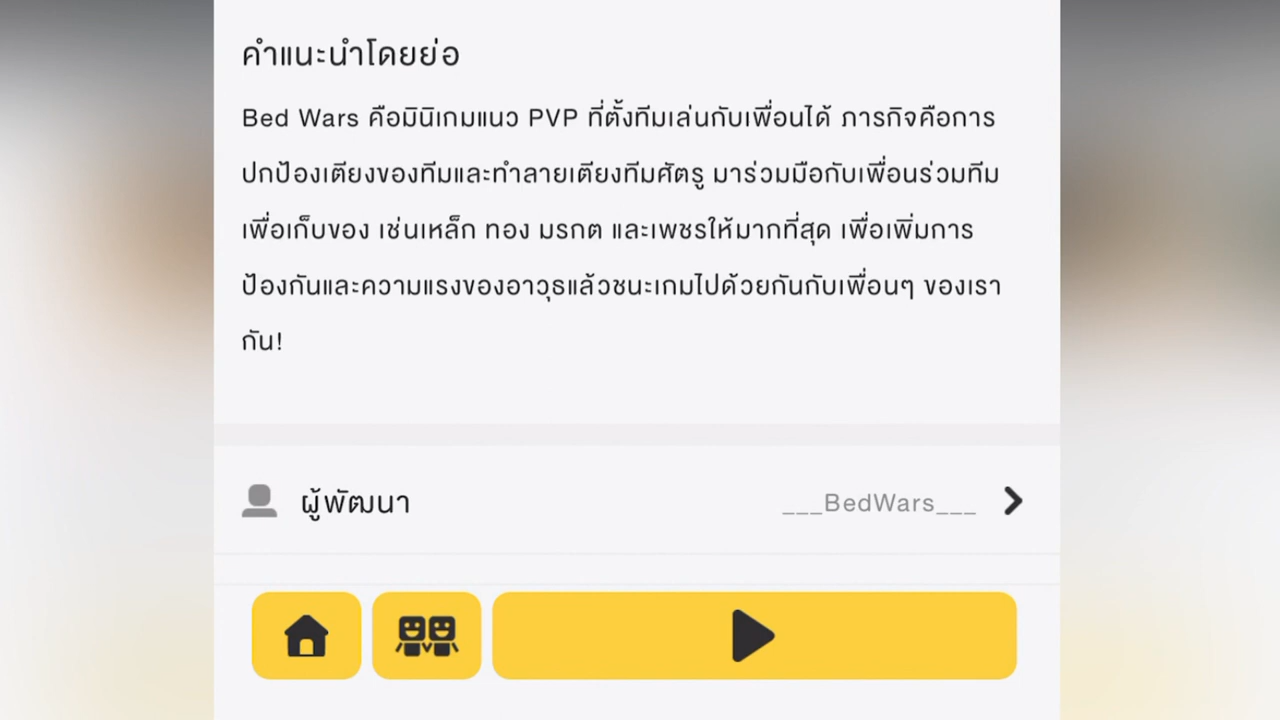 คำแนะนำโดยย่อ
Bed Wars คือมินิเกมแนว PVP ที่ตั้งทีมเล่นกับเพื่อนได้ ภารกิจคือการ
ปกป้องเตียงของทีมและทำลายเตียงทีมศัตรู มาร่วมมือกับเพื่อนร่วมทีม
เพื่อเก็บของ เช่นเหล็ก ทอง มรกต และเพชรให้มากที่สุด เพื่อเพิ่มการ
ป้องกันและความแรงของอาวุธแล้วชนะเกมไปด้วยกันกับเพื่อนๆ ของเรา
กัน!
ผู้พัฒนา ___BedWars___